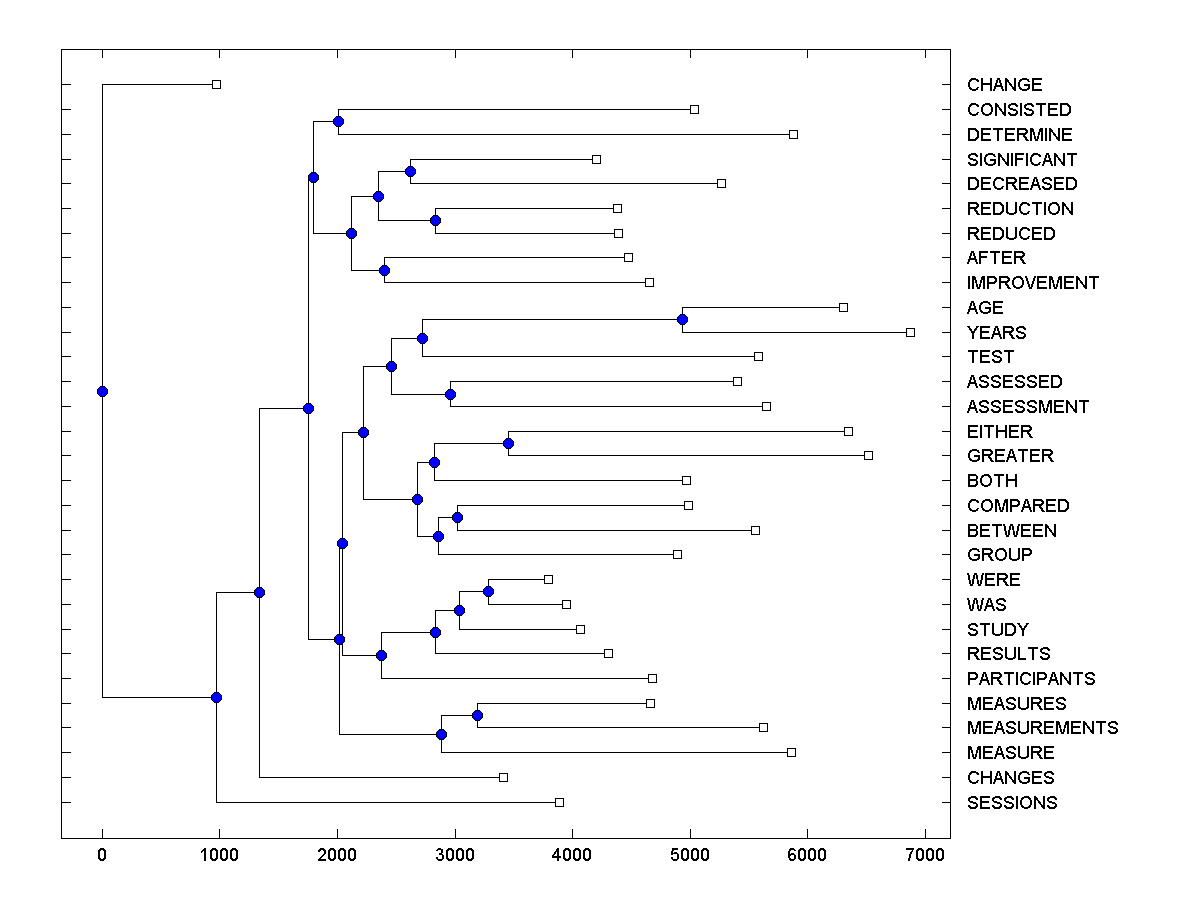 CHANGE
CONSISTED
DETERMINE
SIGNIFICANT
DECREASED
REDUCTION
REDUCED
AFTER
IMPROVEMENT
AGE
YEARS
TEST
ASSESSED
ASSESSMENT
EITHER
GREATER
BOTH
COMPARED
BETWEEN
GROUP
WERE
WAS
STUDY
RESULTS
PARTICIPANTS
MEASURES
MEASUREMENTS
MEASURE
CHANGES
SESSIONS
0 1000 2000 3000 4000 5000 6000 7000